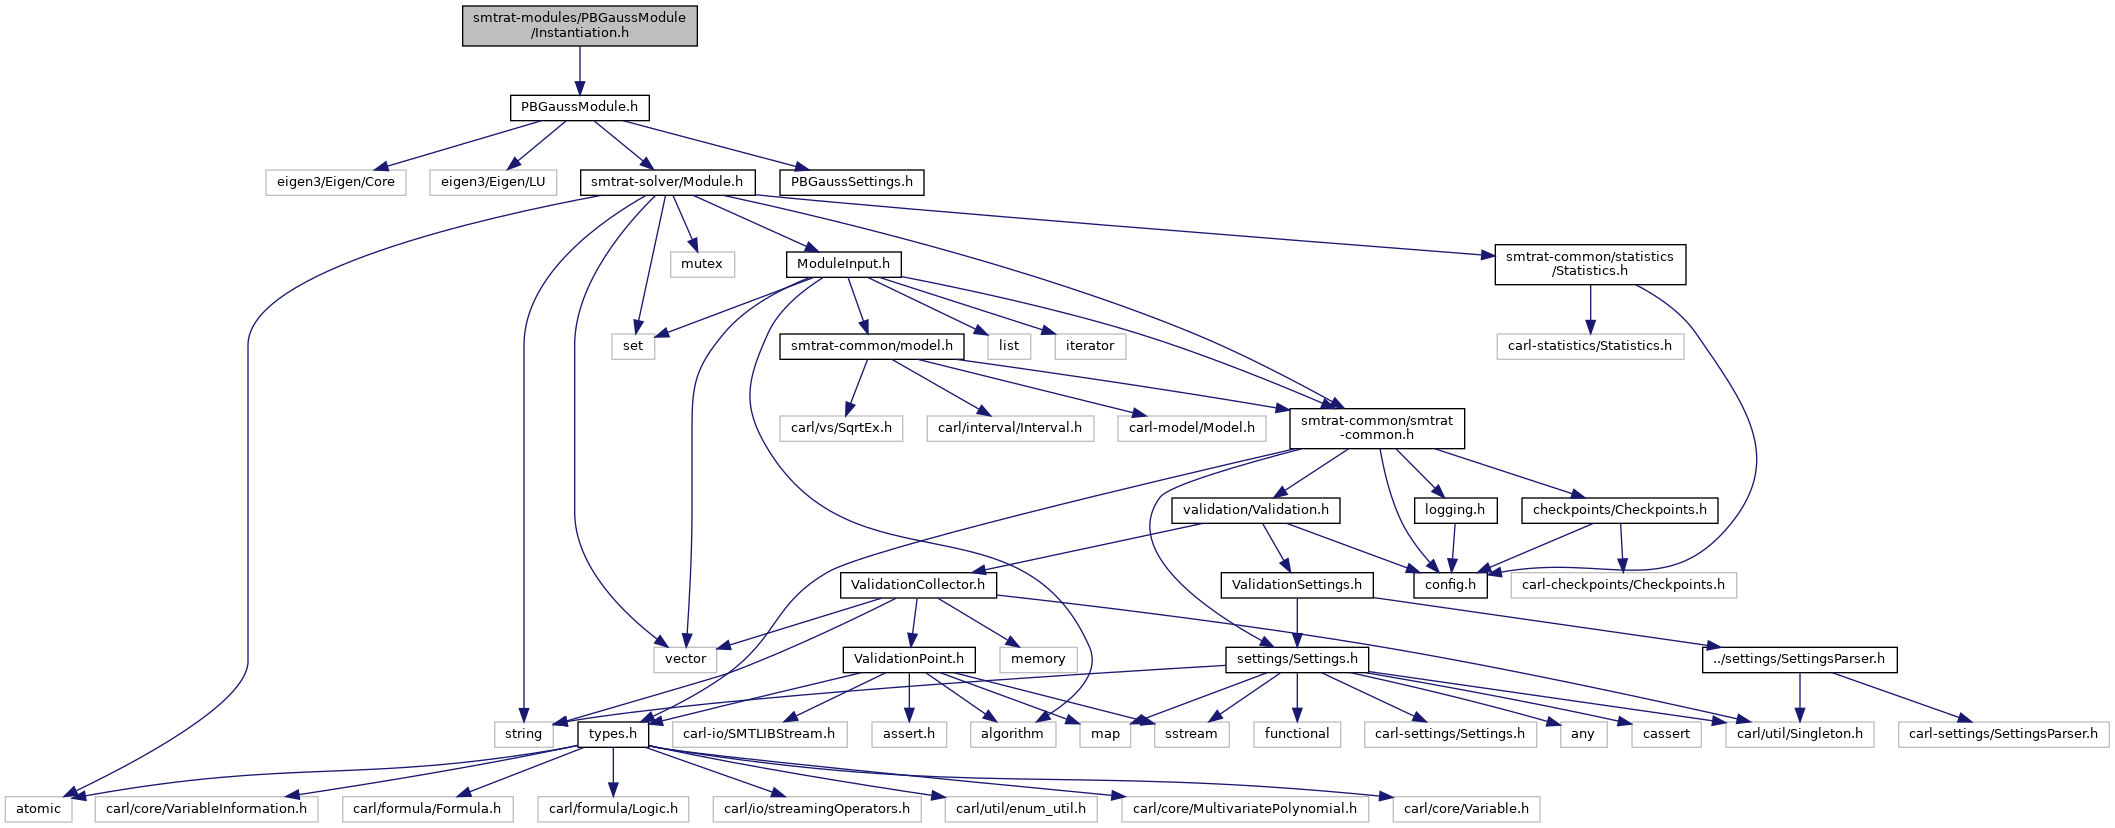 smtrat-modules/PBGaussModule
/Instantiation.h
PBGaussModule.h
eigen3/Eigen/Core
eigen3/Eigen/LU
smtrat-solver/Module.h
PBGaussSettings.h
mutex
ModuleInput.h
smtrat-common/statistics
/Statistics.h
set
smtrat-common/model.h
list
iterator
carl-statistics/Statistics.h
carl/vs/SqrtEx.h
carl/interval/Interval.h
carl-model/Model.h
smtrat-common/smtrat
-common.h
validation/Validation.h
logging.h
checkpoints/Checkpoints.h
ValidationCollector.h
ValidationSettings.h
config.h
carl-checkpoints/Checkpoints.h
vector
ValidationPoint.h
memory
settings/Settings.h
../settings/SettingsParser.h
string
types.h
carl-io/SMTLIBStream.h
assert.h
algorithm
map
sstream
functional
carl-settings/Settings.h
any
cassert
carl/util/Singleton.h
carl-settings/SettingsParser.h
atomic
carl/core/VariableInformation.h
carl/formula/Formula.h
carl/formula/Logic.h
carl/io/streamingOperators.h
carl/util/enum_util.h
carl/core/MultivariatePolynomial.h
carl/core/Variable.h